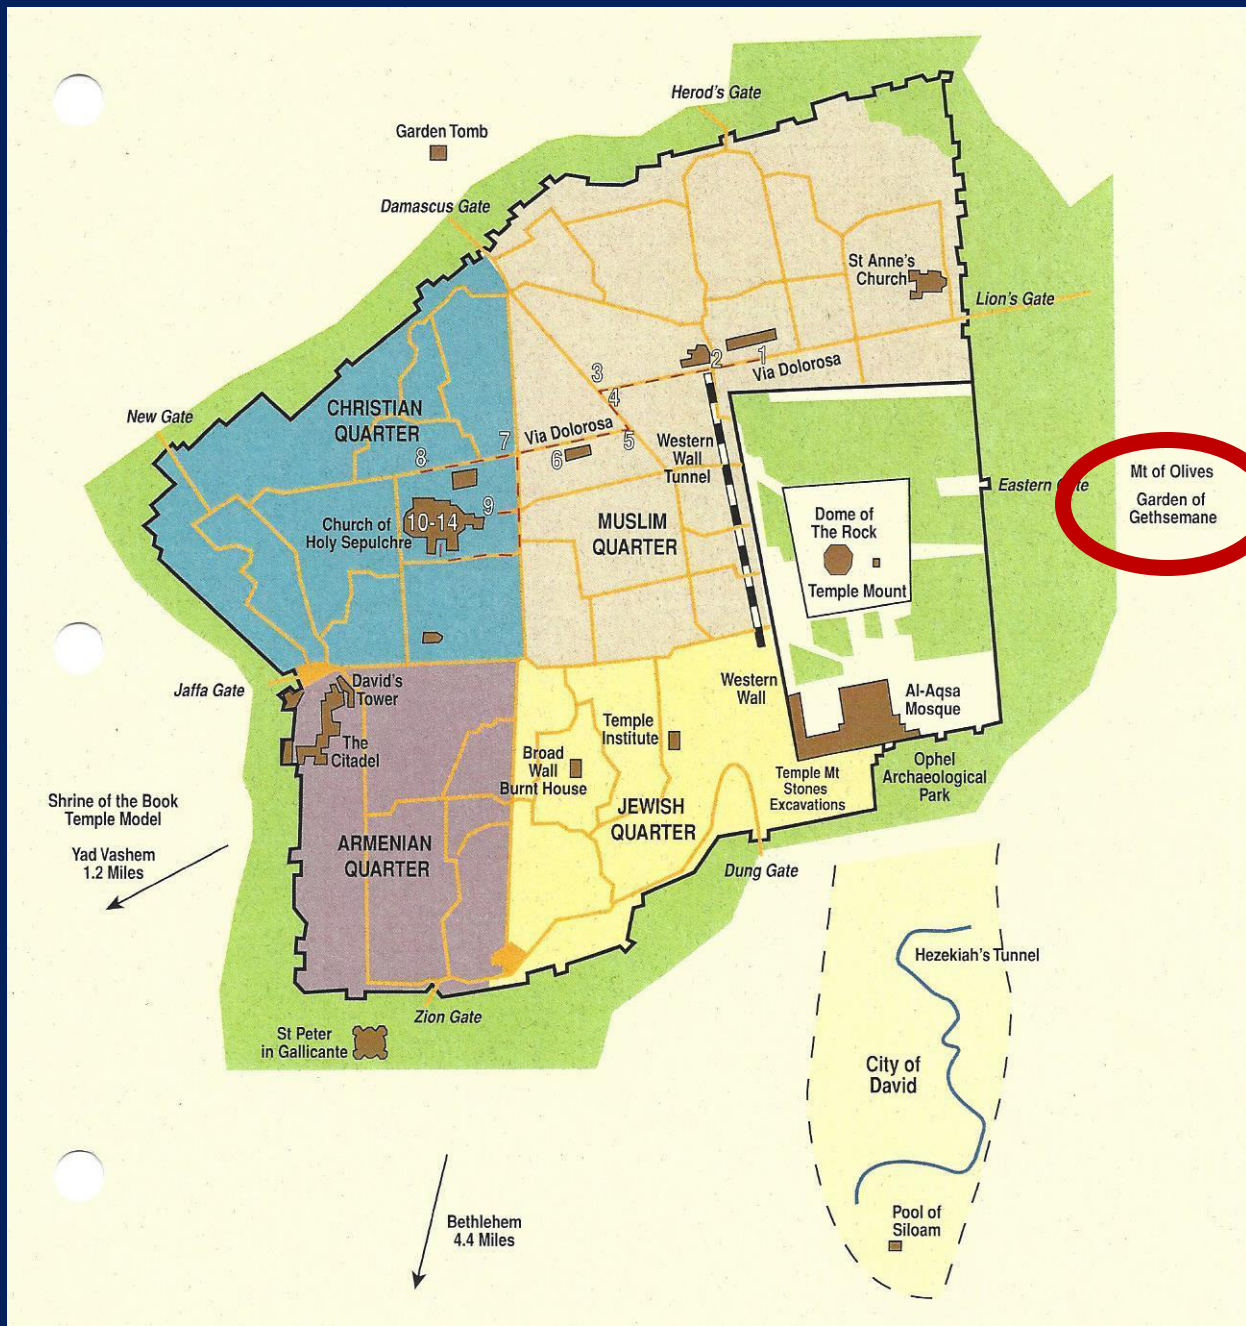 Herod's Gate
Garden Tomb
Damascus Gate
St Anne's
Church
Lion's Gate
1
2
Via Dolorosa
3
4
New Gate
CHRISTIAN
QUARTER
Via Dolorosa
5
6
7
8
Western
Wall
Tunnel
Mt of Olives
Garden of
Gethsemane
Eastern Gate
9
10-14
Church of
Holy Sepulchre
MUSLIM
QUARTER
Dome of
The Rock
Temple Mount
Jaffa Gate
David's
Tower
The
Citadel
Western
Wall
Al-Aqsa
Mosque
Temple
Institute
Broad
Wall
Burnt House
Temple Mt
Stones
Excavations
Ophel
Archaeological
Park
JEWISH
QUARTER
Shrine of the Book
Temple Model
Yad Vashem
1.2 Miles
ARMENIAN
QUARTER
Dung Gate
Hezekiah's Tunnel
Zion Gate
St Peter
in Gallicante
City of
David
Pool of
Siloam
Bethlehem
4.4 Miles